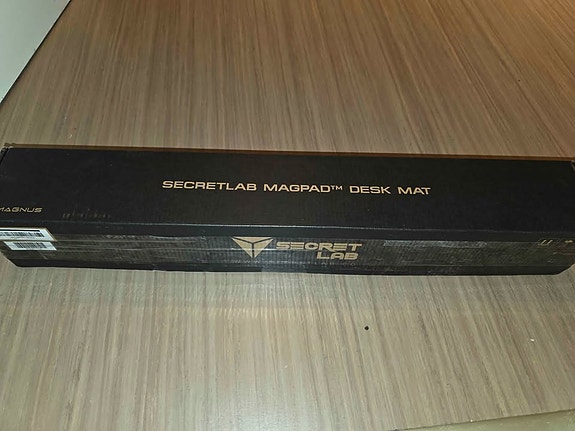 SECRETLAB MAGPAD™ DESK MAT
MAGNUS
SECRET
LAB